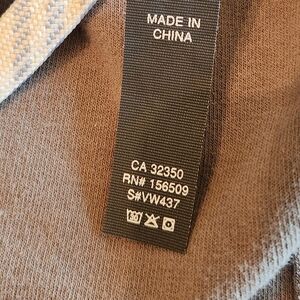 MADE IN
CHINA
CA 32350
RN# 156509
S#VW437